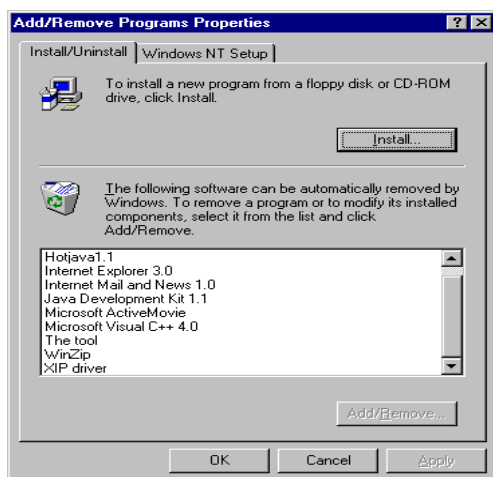 Add/Remove Programs Properties
Install/Uninstall
Windows NT Setup
To install a new program from a floppy disk or CD-ROM
drive, click Install.
Install...
The following software can be automatically removed by
Windows. To remove a program or to modify its installed
components, select it from the list and click
Add/Remove.
Hotjava1.1
Internet Explorer 3.0
Internet Mail and News 1.0
Java Development Kit 1.1
Microsoft ActiveMovie
Microsoft Visual C++ 4.0
The tool
WinZip
XIP driver
Add/Remove...
OK
Cancel
Apply